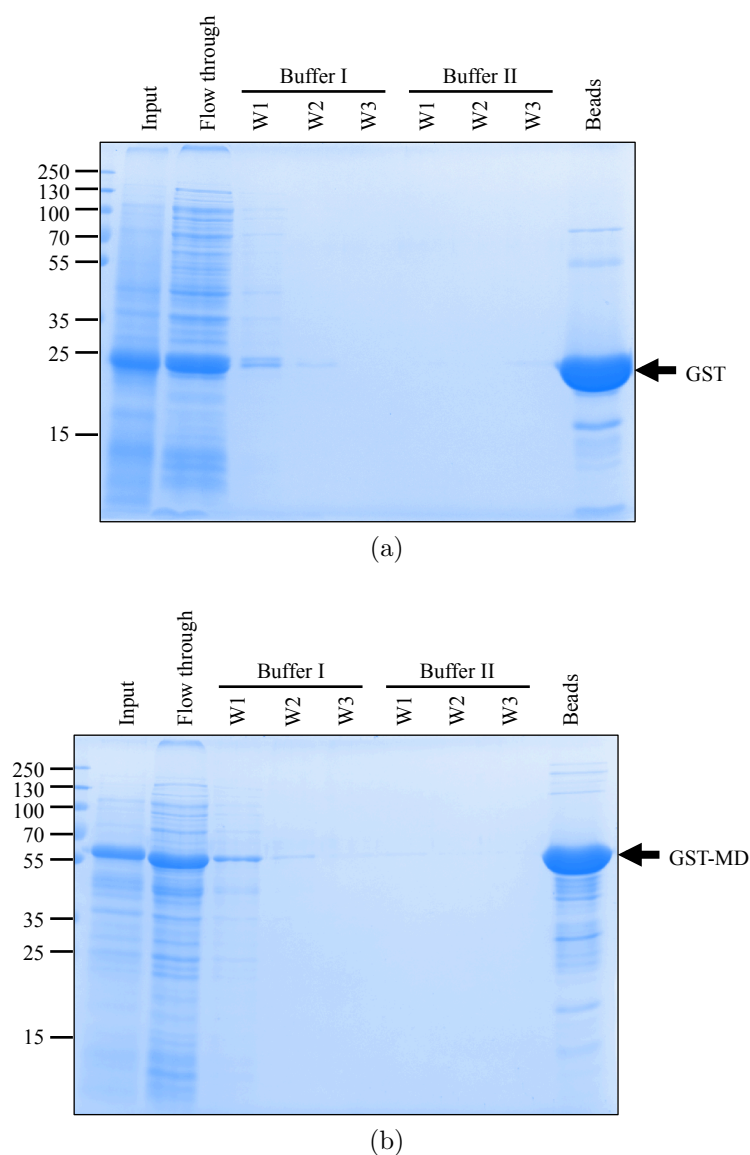 Input
Flow through
Buffer I
Buffer II
W1
W2
W3
W1
W2
W3
Beads
250
130
100
70
55
35
25
15
GST
(a)
Input
Flow through
Buffer I
Buffer II
W1
W2
W3
W1
W2
W3
Beads
250
130
100
70
55
35
25
15
GST-MD
(b)